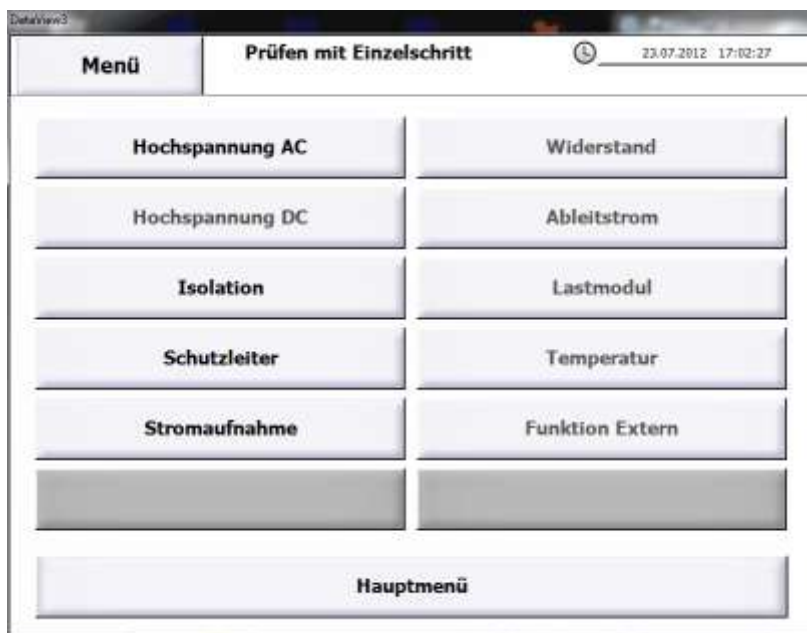 DataView3
Menü
Prüfen mit Einzelschritt
23.07.2012 17:02:27
Hochspannung AC
Widerstand
Hochspannung DC
Ableitstrom
Isolation
Lastmodul
Schutzleiter
Temperatur
Stromaufnahme
Funktion Extern
Hauptmenü